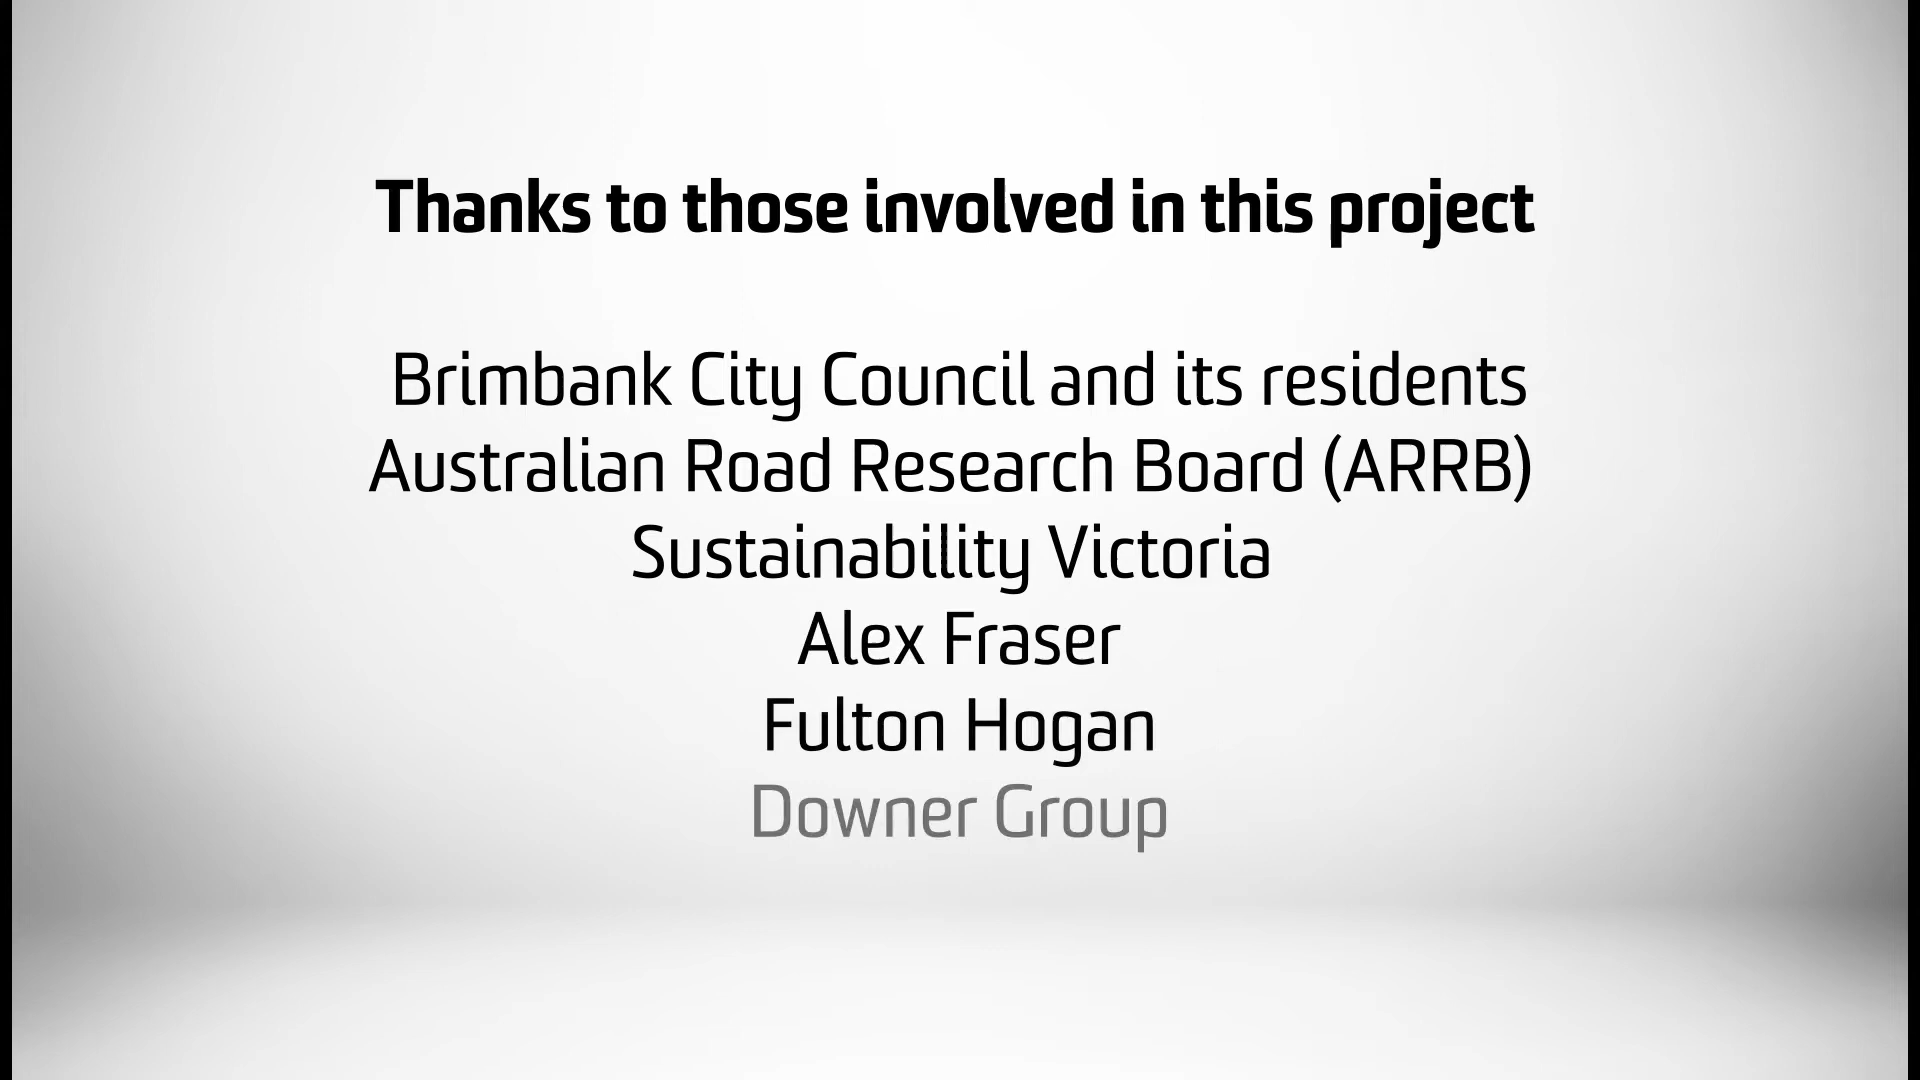 Thanks to those involved in this project
Brimbank City Council and its residents
Australian Road Research Board (ARRB)
Sustainability Victoria
Alex Fraser
Fulton Hogan
Downer Group